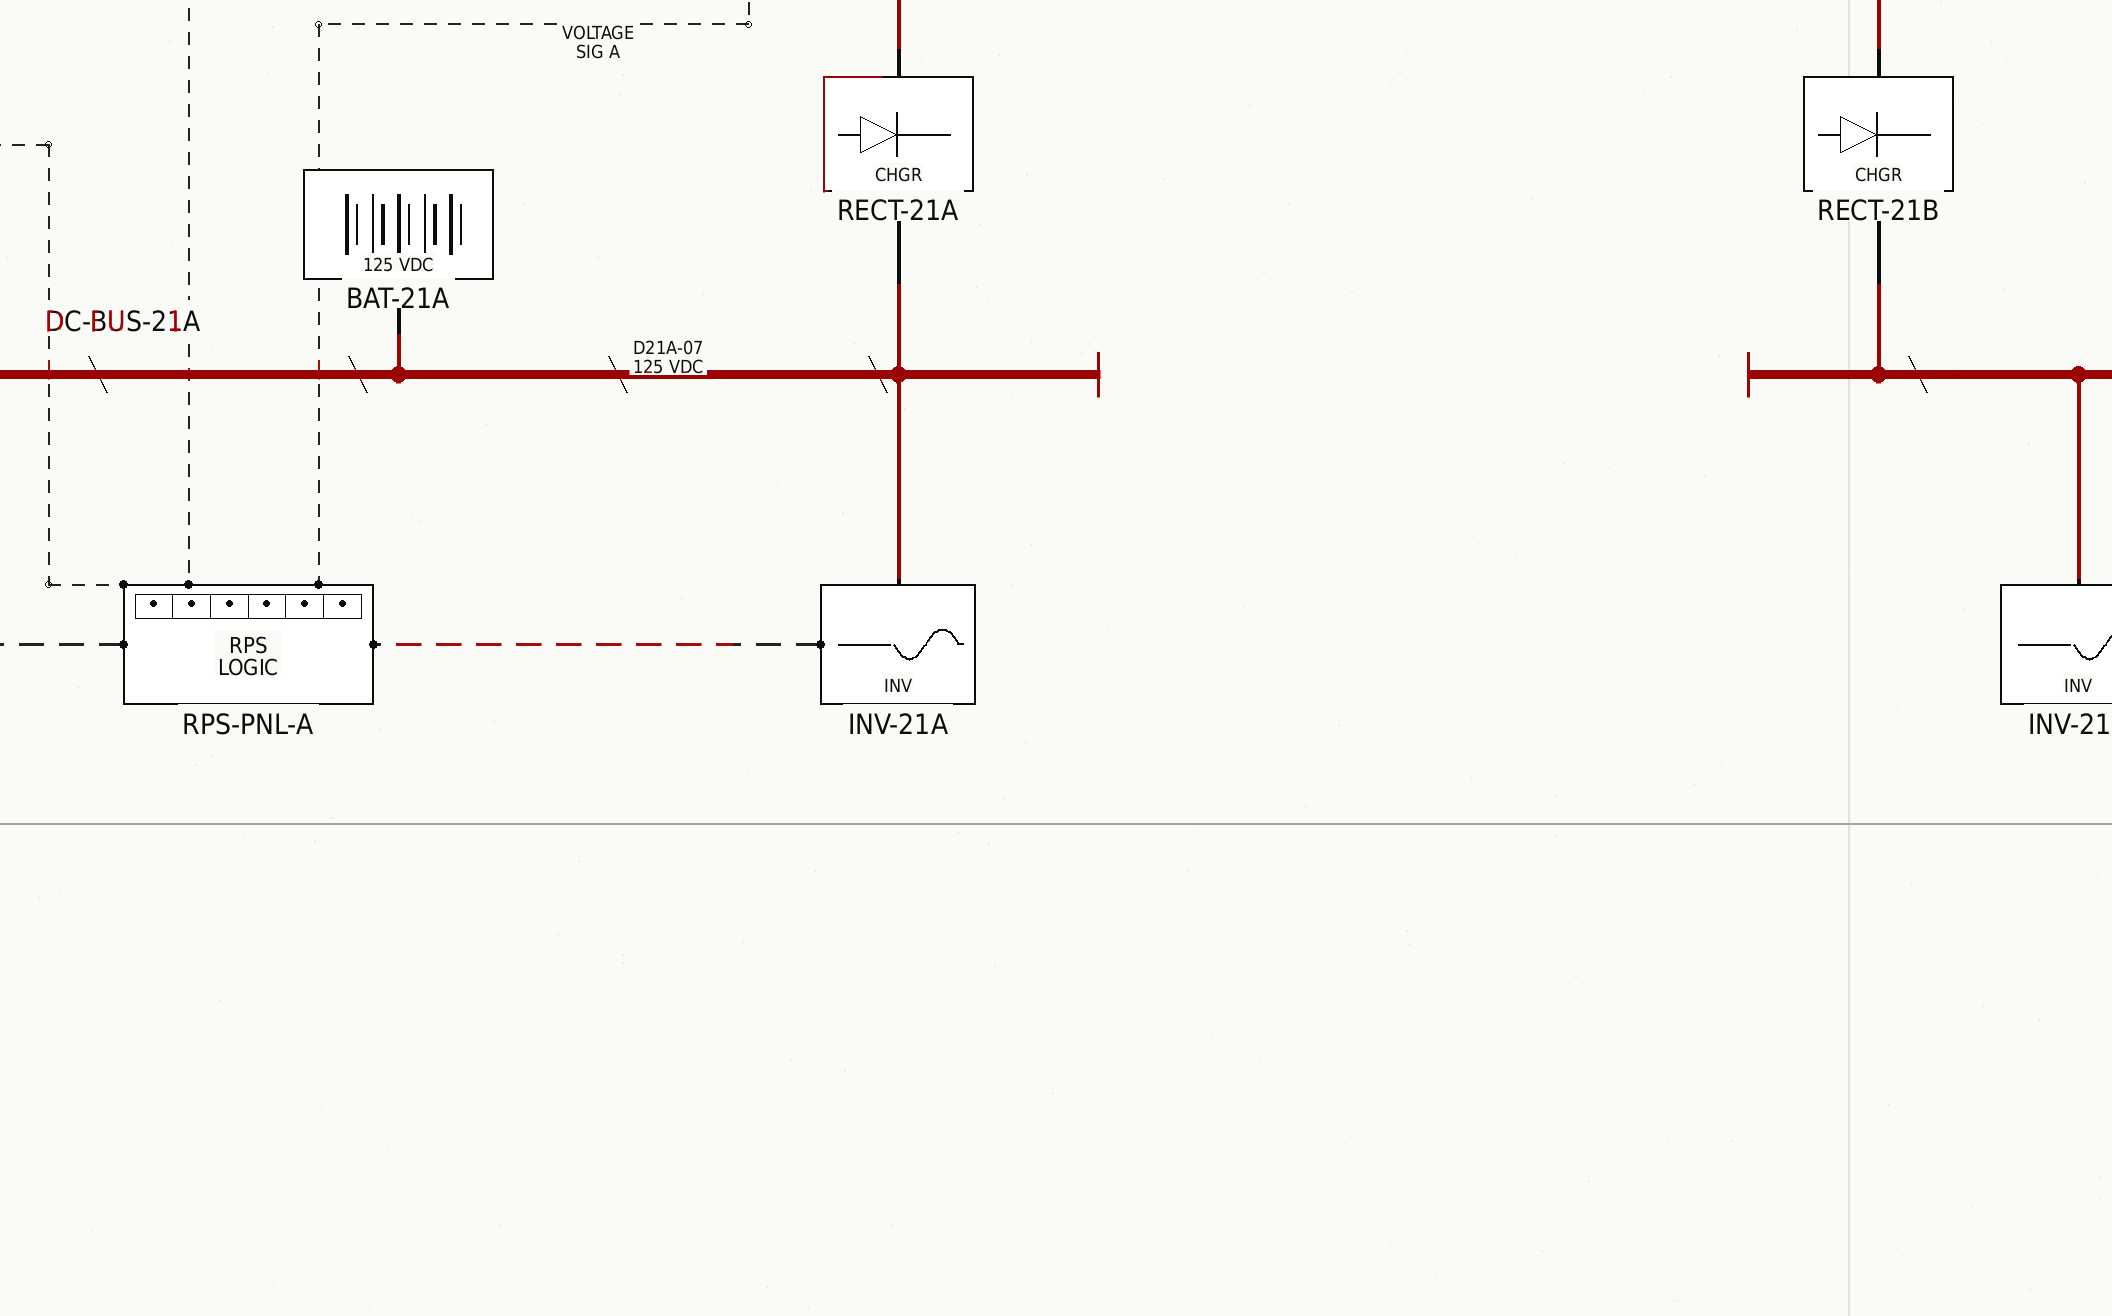 VOLTAGE
SIG A
CHGR
RECT-21A
CHGR
RECT-21B
125 VDC
BAT-21A
DC-BUS-21A
D21A-07
125 VDC
RPS
LOGIC
RPS-PNL-A
INV
INV-21A
INV
INV-21